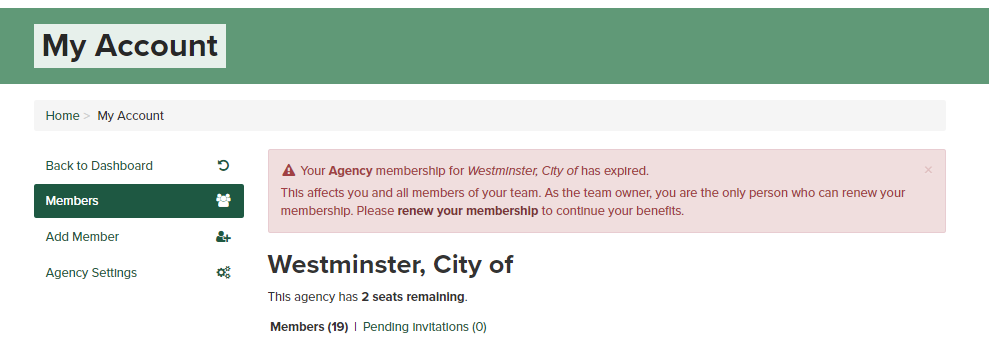 My Account
Home > My Account
Back to Dashboard
Members
Add Member
Agency Settings
Your Agency membership for Westminster, City of has expired. ×
This affects you and all members of your team. As the team owner, you are the only person who can renew your
membership. Please renew your membership to continue your benefits.
Westminster, City of
This agency has 2 seats remaining.
Members (19) | Pending Invitations (0)